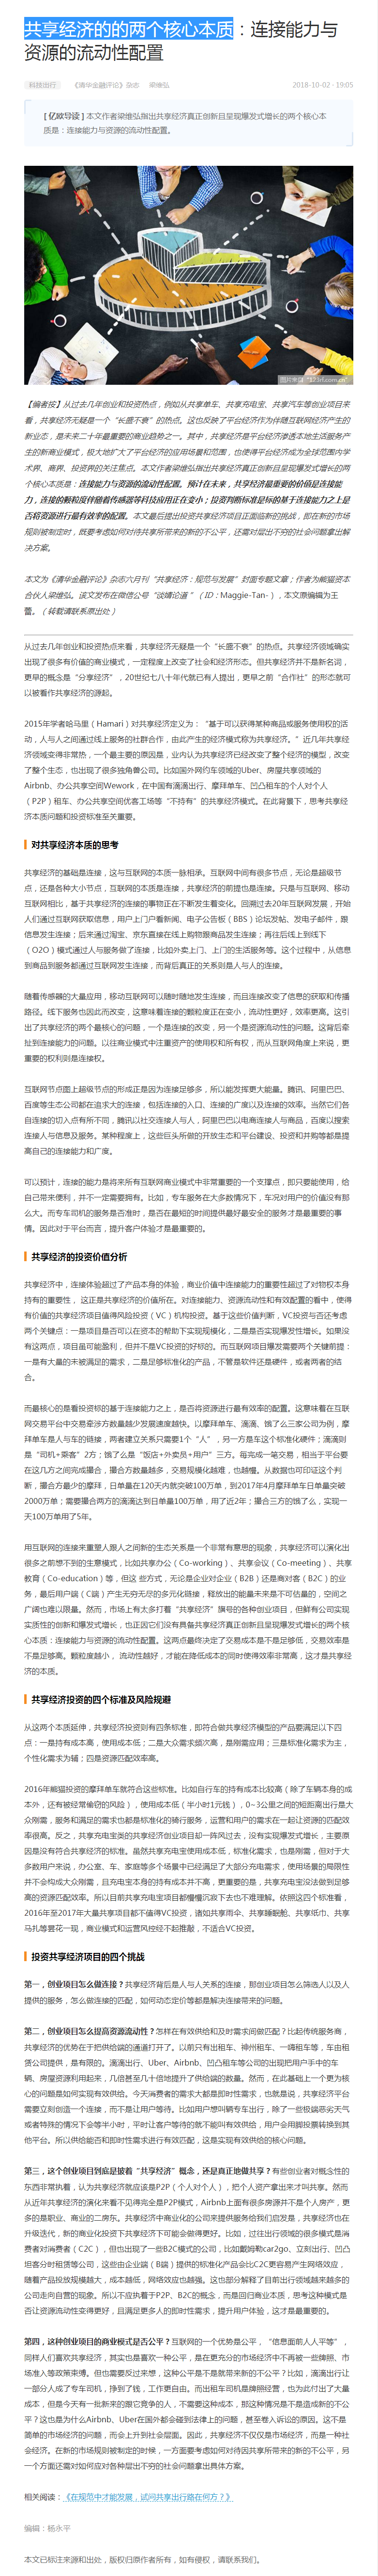 共享经济的的两个核心本质：连接能力与
资源的流动性配置
科技出行 《清华金融评论》杂志 梁维弘 2018-10-02 · 19:05
[ 亿欧导读 ] 本文作者梁维弘指出共享经济真正创新且呈现爆发式增长的两个核心本
质是：连接能力与资源的流动性配置。
图片来自“123rf.com.cn”
【编者按】从过去几年创业和投资热点，例如从共享单车、共享充电宝、共享汽车等创业项目来
看，共享经济无疑是一个“长盛不衰”的热点。这也反映了平台经济作为伴随互联网经济产生的
新业态，是未来二十年最重要的商业趋势之一。其中，共享经济是平台经济渗透本地生活服务产
生的新商业模式，极大地扩大了平台经济的应用场景和范围，也使得平台经济成为全球范围内学
术界、商界、投资界的关注焦点。本文作者梁维弘指出共享经济真正创新且呈现爆发式增长的两
个核心本质是：连接能力与资源的流动性配置。预计在未来，共享经济最重要的价值是连接能
力，连接的颗粒度伴随着传感器等科技应用正在变小；投资判断标准是标的基于连接能力之上是
否将资源进行最有效率的配置。本文最后提出投资共享经济项目正面临新的挑战，即在新的市场
规则被制定时，既要考虑如何对待共享所带来的新的不公平，还需对层出不穷的社会问题拿出解
决方案。
本文为《清华金融评论》杂志六月刊“共享经济：规范与发展”封面专题文章；作者为熊猫资本
合伙人梁维弘。该文发布在微信公号“谈婧论道”（ ID：Maggie-Tan- ），本文原编辑为王
蕾。（转载请联系原出处）
从过去几年创业和投资热点来看，共享经济无疑是一个“长盛不衰”的热点。共享经济领域确实
出现了很多有价值的商业模式，一定程度上改变了社会和经济形态。但共享经济并不是新名词，
更早的概念是“分享经济”，20世纪七八十年代就已有人提出，更早之前“合作社”的形态就可
以被看作共享经济的源起。
2015年学者哈马里（Hamari）对共享经济定义为：“基于可以获得某种商品或服务使用权的活
动，人与人之间通过线上服务的社群合作，由此产生的经济模式称为共享经济。”近几年共享经
济领域变得非常热，一个最主要的原因是，业内认为共享经济已经改变了整个经济的模型，改变
了整个生态，也出现了很多独角兽公司。比如国外网约车领域的Uber、房屋共享领域的
Airbnb、办公共享空间Wework，在中国有滴滴出行、摩拜单车、凹凸租车的个人对个人
（P2P）租车、办公共享空间优客工场等“不持有”的共享经济模式。在此背景下，思考共享经
济本质问题和投资标准至关重要。
对共享经济本质的思考
共享经济的基础是连接，这与互联网的本质一脉相承。互联网中间有很多节点，无论是超级节
点，还是各种大小节点，互联网的本质是连接，共享经济的前提也是连接。只是与互联网、移动
互联网相比，基于共享经济的连接的事物正在不断发生着变化。回溯过去20年互联网发展，开始
人们通过互联网获取信息，用户上门户看新闻、电子公告板（BBS）论坛发帖、发电子邮件，跟
信息发生连接；后来通过淘宝、京东直接在线上购物跟商品发生连接；再往后线上到线下
（O2O）模式通过人与服务做了连接，比如外卖上门、上门的生活服务等。这个过程中，从信息
到商品到服务都通过互联网发生连接，而背后真正的关系则是人与人的连接。
随着传感器的大量应用，移动互联网可以随时随地发生连接，而且连接改变了信息的获取和传播
路径。线下服务也因此而改变，这意味着连接的颗粒度正在变小，流动性更好，效率更高。这引
出了共享经济的两个最核心的问题，一个是连接的改变，另一个是资源流动性的问题。这背后牵
扯到连接能力的问题。以往商业模式中注重资产的使用权和所有权，而从互联网角度上来说，更
重要的权利则是连接权。
互联网节点图上超级节点的形成正是因为连接足够多，所以能发挥更大能量。腾讯、阿里巴巴、
百度等生态公司都在追求大的连接，包括连接的入口、连接的广度以及连接的效率。当然它们各
自连接的切入点有所不同，腾讯以社交连接人与人，阿里巴巴以电商连接人与商品，百度以搜索
连接人与信息及服务。某种程度上，这些巨头所做的开放生态和平台建设、投资和并购等都是提
高自己的连接能力和广度。
可以预计，连接的能力是将来所有互联网商业模式中非常重要的一个支撑点，即只要能使用，给
自己带来便利，并不一定需要拥有。比如，专车服务在大多数情况下，车况对用户的价值没有那
么大。而专车司机的服务是否准时，是否在最短的时间提供最好最安全的服务才是最重要的事
情。因此对于平台而言，提升客户体验才是最重要的。
共享经济的投资价值分析
共享经济中，连接体验超过了产品本身的体验，商业价值中连接能力的重要性超过了对物权本身
持有的重要性， 这正是共享经济的价值所在。对连接能力、资源流动性和有效配置的看中，使得
有价值的共享经济项目值得风险投资（VC）机构投资。基于这些价值判断，VC投资与否还考虑
两个关键点：一是项目是否可以在资本的帮助下实现规模化，二是是否实现爆发性增长。如果没
有这两点，项目虽可能盈利，但并不是VC投资的好标的。而互联网项目爆发需要两个关键前提：
一是有大量的未被满足的需求，二是足够标准化的产品，不管是软件还是硬件，或者两者的结
合。
而最核心的是看投资标的基于连接能力之上，是否将资源进行最有效率的配置。这意味着在互联
网交易平台中交易牵涉方数量越少发展速度越快。以摩拜单车、滴滴、饿了么三家公司为例，摩
拜单车是人与车的链接，两者建立关系只需要1个“人”，另一方是车这个标准化硬件；滴滴则
是“司机+乘客”2方；饿了么是“饭店+外卖员+用户”三方。每完成一笔交易，相当于平台要
在这几方之间完成撮合，撮合方数量越多，交易规模化越难，也越慢。从数据也可印证这个判
断，撮合方最少的摩拜，日单量在120天内就突破100万单，到2017年4月摩拜单车日单量突破
2000万单；需要撮合两方的滴滴达到日单量100万单，用了近2年；撮合三方的饿了么，实现一
天100万单用了5年。
用互联网的连接来重塑人跟人之间新的生态关系是一个非常有意思的现象，共享经济可以演化出
很多之前想不到的生意模式，比如共享办公（Co-working）、共享会议（Co-meeting）、共享
教育（Co-education）等，但这 些方式，无论是企业对企业（B2B）还是商对客（B2C）的业
务，最后用户端（C端）产生无穷无尽的多元化链接，释放出的能量未来是不可估量的，空间之
广阔也难以限量。然而，市场上有太多打着“共享经济”旗号的各种创业项目，但鲜有公司实现
实质性的创新和爆发式增长，也正因它们没有具备共享经济真正创新且呈现爆发式增长的两个核
心本质：连接能力与资源的流动性配置。这两点最终决定了交易成本是不是足够低，交易效率是
不是足够高。颗粒度越小， 流动性越好，才能在降低成本的同时使得效率非常高，这才是共享经
济的本质。
共享经济投资的四个标准及风险规避
从这两个本质延伸，共享经济投资则有四条标准，即符合做共享经济模型的产品要满足以下四
点：一是持有成本高，使用成本低；二是大众需求频次高，是刚需应用；三是标准化需求为主，
个性化需求为辅；四是资源匹配效率高。
2016年熊猫投资的摩拜单车就符合这些标准。比如自行车的持有成本比较高（除了车辆本身的成
本外，还有被经常偷窃的风险），使用成本低（半小时1元钱），0~3公里之间的短距离出行是大
众刚需，服务和满足的需求也都是标准化的骑行服务，运营和用户的需求在一起让资源的匹配效
率很高。反之，共享充电宝类的共享经济创业项目却一阵风过去，没有实现爆发式增长，主要原
因是没有符合共享经济的标准。虽然共享充电宝使用成本低，标准化需求，也是刚需，但对于大
多数用户来说，办公室、车、家庭等多个场景中已经满足了大部分充电需求，使用场景的局限性
并不会构成大众刚需，且充电宝本身的持有成本并不高，更重要的是，共享充电宝没法做到足够
高的资源匹配效率。所以目前共享充电宝项目都慢慢沉寂下去也不难理解。依照这四个标准看，
2016年至2017年大量共享项目都不值得VC投资，诸如共享雨伞、共享睡眠舱、共享纸巾、共享
马扎等昙花一现，商业模式和运营风控经不起推敲，不适合VC投资。
投资共享经济项目的四个挑战
第一，创业项目怎么做连接？共享经济背后是人与人关系的连接，那创业项目怎么筛选人以及人
提供的服务，怎么做连接的匹配，如何动态定价等都是解决连接带来的问题。
第二，创业项目怎么提高资源流动性？怎样在有效供给和及时需求间做匹配？比起传统服务商，
共享经济的优势在于把供给端的通道打开了。以前只有出租车、神州租车、一嗨租车等，车由租
赁公司提供，是有限的。滴滴出行、Uber、Airbnb、凹凸租车等公司的出现把用户手中的车
辆、房屋资源利用起来，几倍甚至几十倍地提升了供给端的数量。然而，在此基础上一个更为核
心的问题是如何实现有效供给。今天消费者的需求大都是即时性需求，也就是说，共享经济平台
需要立刻创造一个连接，而不是让用户等待。比如用户想叫辆专车出行，除了一些极端恶劣天气
或者特殊的情况下会等半小时，平时让客户等待的就不能叫有效供给，用户会用脚投票转换到其
他平台。所以供给能否和即时性需求进行有效匹配，这是实现有效供给的核心问题。
第三，这个创业项目到底是披着“共享经济”概念，还是真正地做共享？有些创业者对概念性的
东西非常执着，认为共享经济就应该是P2P（个人对个人），把个人资产拿出来才叫共享。然而
从近年共享经济的演化来看不见得完全是P2P模式，Airbnb上面有很多房源并不是个人房产，更
多的是职业、商业的二房东。共享经济中商业化的公司来提供服务给我们启发是，共享经济也在
升级迭代，新的商业化投资下共享经济下可能会做得更好。比如，过往出行领域的很多模式是消
费者对消费者（C2C），但也出现了一些B2C模式的公司，比如戴姆勒car2go、立刻出行、凹凸
坦客分时租赁等公司，这些由企业端（B端）提供的标准化产品会比C2C更容易产生网络效应，
随着产品投放规模越大，成本越低，网络效应也越强。这也部分解释了目前出行领域越来越多的
公司走向自营的现象。所以不应执着于P2P、B2C的概念，而是回归商业本质，思考这种模式是
否让资源流动性变得更好，且满足更多人的即时性需求，提升用户体验，这才是最重要的。
第四，这种创业项目的商业模式是否公平？互联网的一个优势是公平，“信息面前人人平等”，
同样人们喜欢共享经济，其实也是喜欢一种公平，是在更充分的市场经济中不再被一些牌照、市
场准入等政策束缚。但也需要反过来想，这种公平是不是就带来新的不公平？比如，滴滴出行让
一部分人成了专车司机，挣到了钱，工作更自由。而出租车司机是牌照经营，也为此付出了大量
成本，但是今天有一批新来的跟它竞争的人，不需要这种成本，那这种情况是不是造成新的不公
平？这也是为什么Airbnb、Uber在国外都会碰到法律上的问题，甚至卷入诉讼的原因。这不是
简单的市场经济的问题，而会上升到社会层面。因此，共享经济不仅仅是市场经济，而是一种社
会经济。在新的市场规则被制定的时候，一方面要考虑如何对待因共享所带来的新的不公平，另
一个方面还需对如何应对各种层出不穷的社会问题拿出具体方案。
相关阅读：《在规范中才能发展，试问共享出行路在何方？》
编辑：杨永平
本文已标注来源和出处，版权归原作者所有，如有侵权，请联系我们。